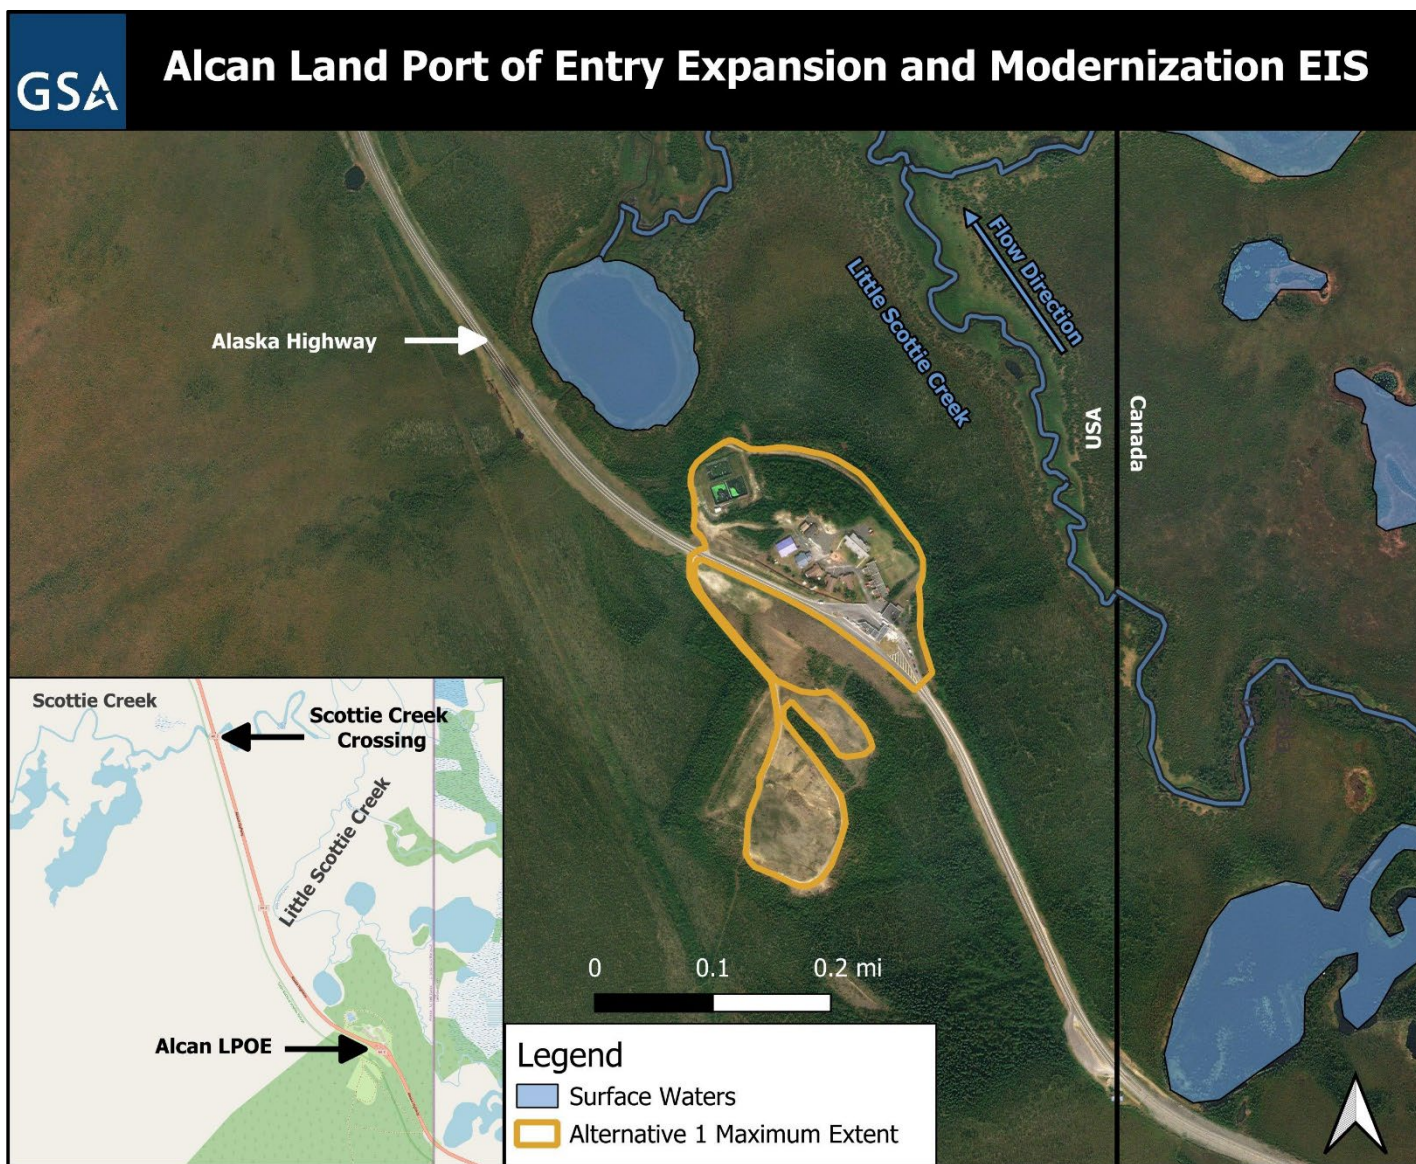 GSA
Alcan Land Port of Entry Expansion and Modernization EIS
Flow Direction
Little Scottie Creek
Alaska Highway
USA
Canada
Scottie Creek
Scottie Creek
Crossing
Little Scottie Creek
Alcan LPOE
0 0.1 0.2 mi
Legend
Surface Waters
Alternative 1 Maximum Extent